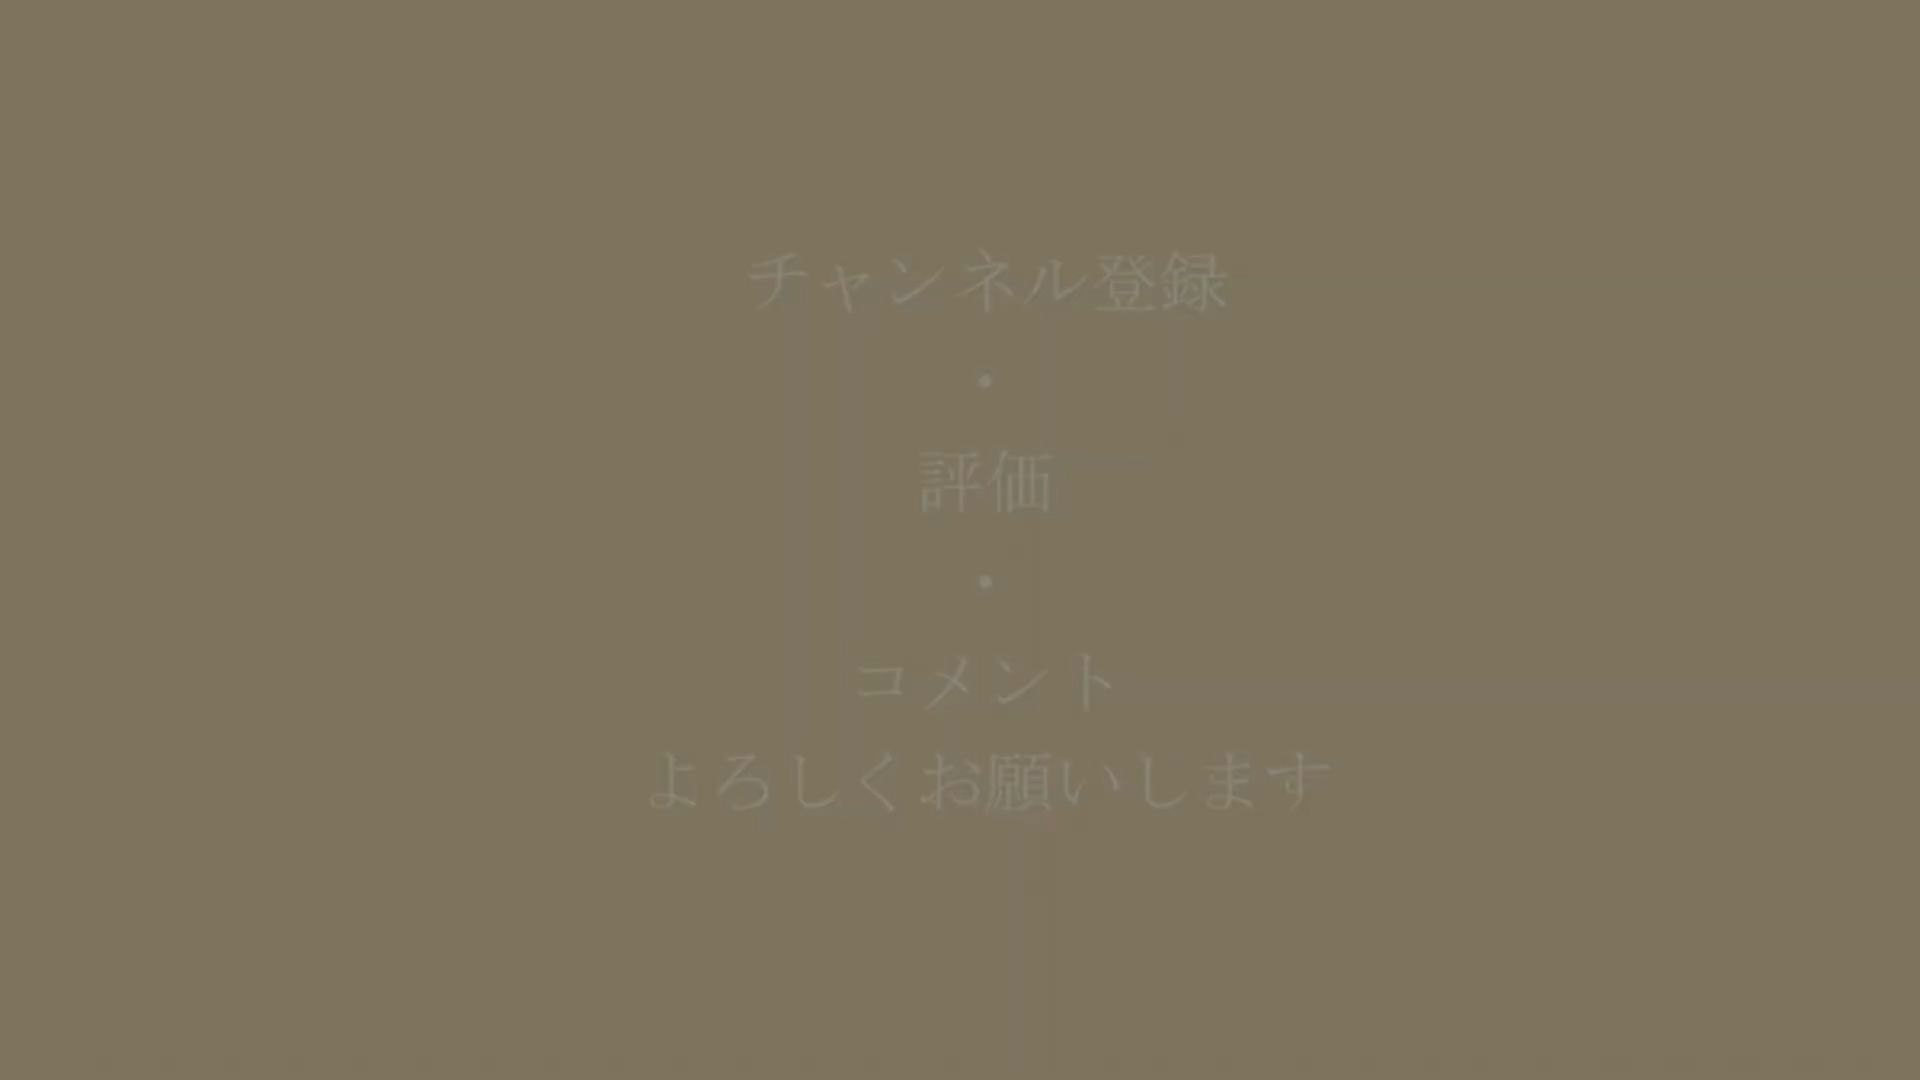 チャンネル登録
・
評価
・
コメント
よろしくお願いします